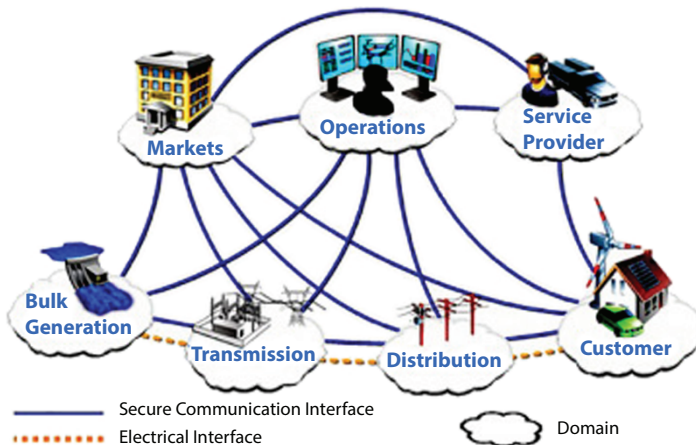 Markets
Operations
Service
Provider
Bulk
Generation
Transmission
Distribution
Customer
Secure Communication Interface
Electrical Interface
Domain